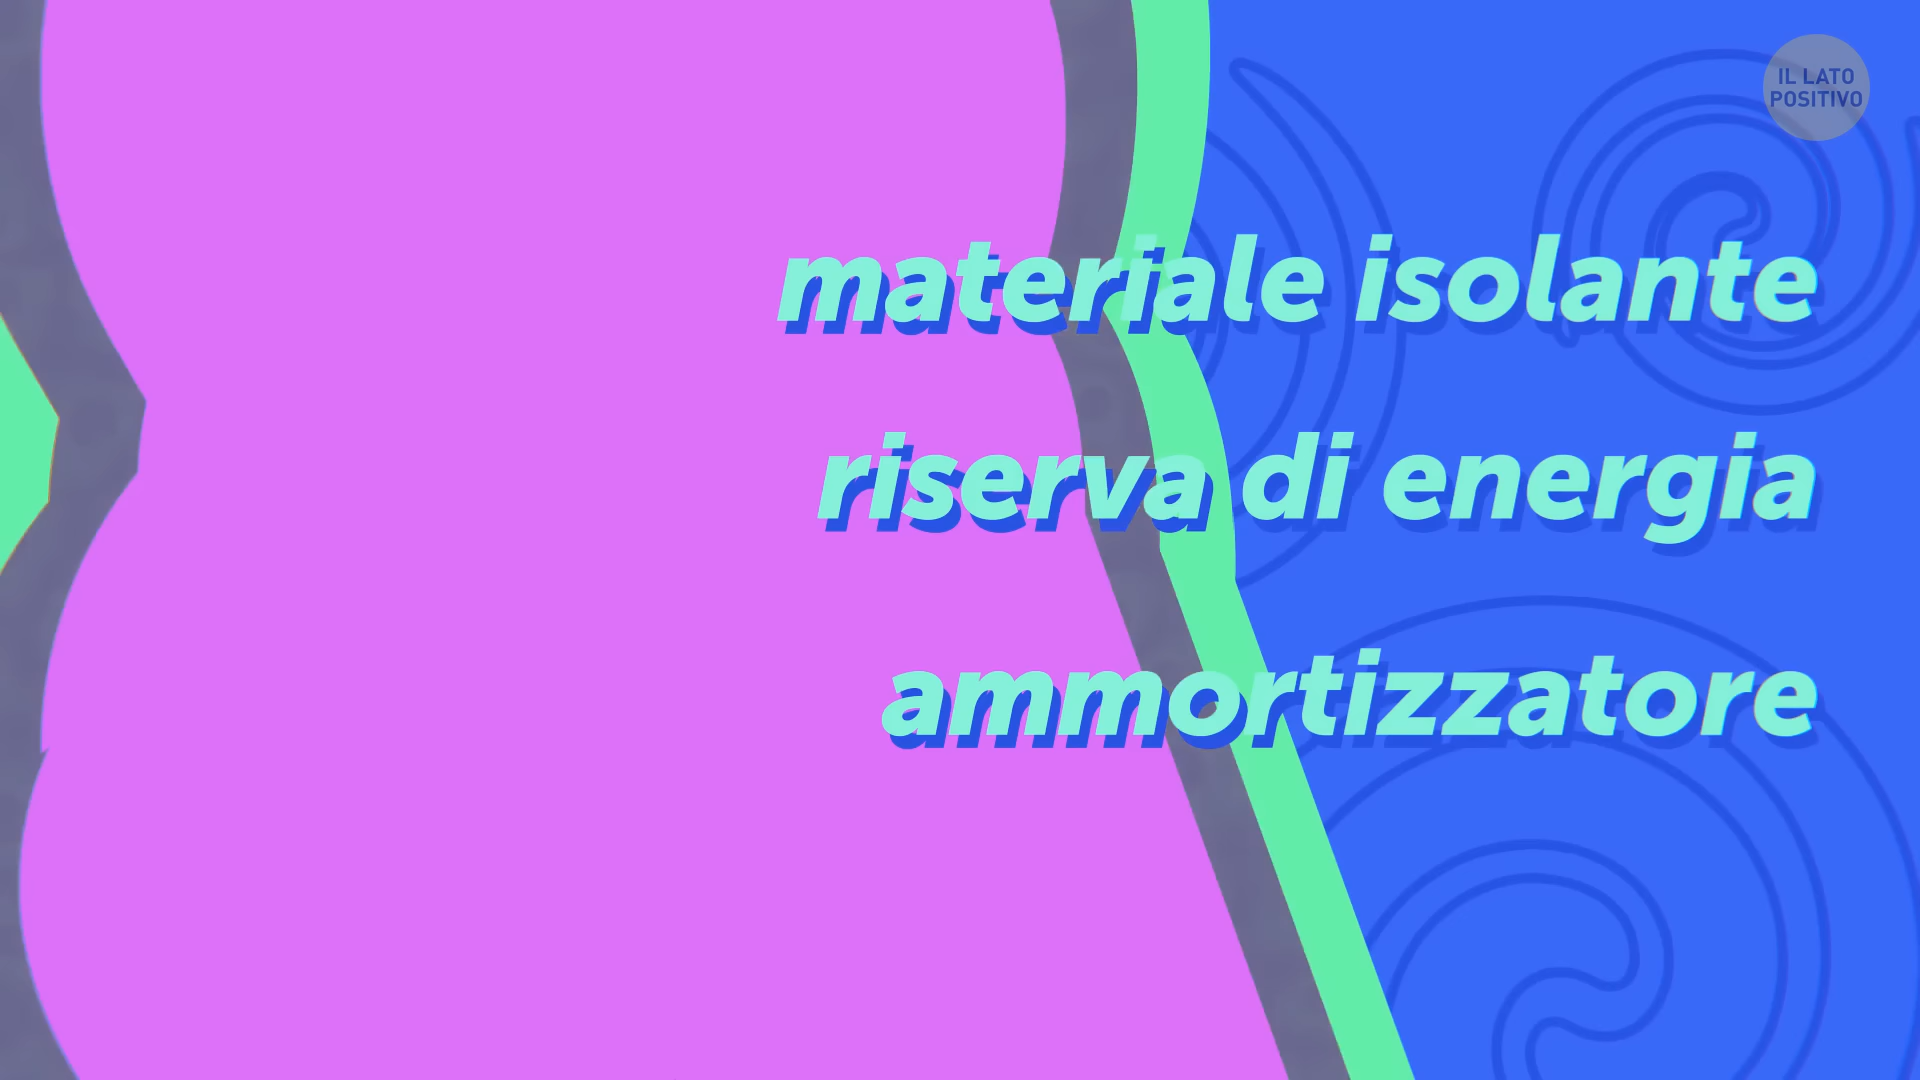 IL LATO
POSITIVO
materiale isolante
riserva di energia
ammortizzatore